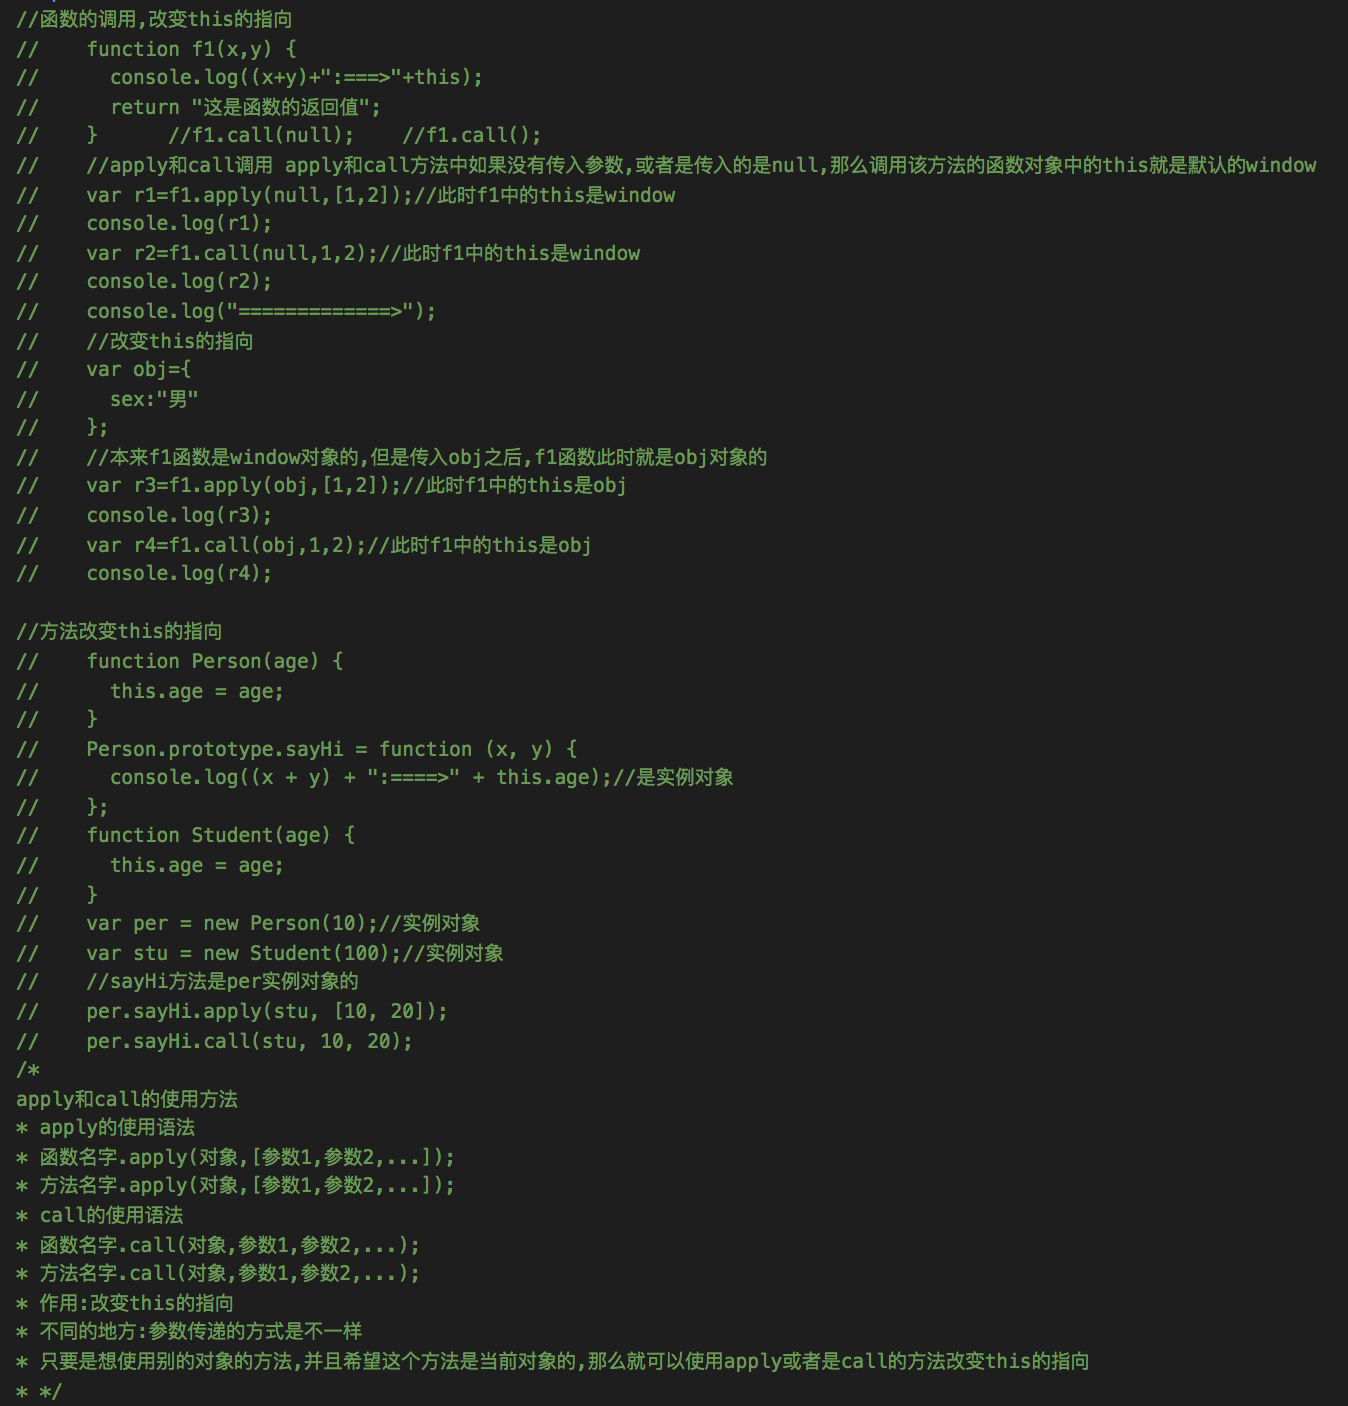 //函数的调用,改变this的指向
//    function f1(x,y) {
//      console.log((x+y)+":===>"+this);
//      return "这是函数的返回值";
//    }      //f1.call(null);    //f1.call();
//    //apply和call调用 apply和call方法中如果没有传入参数,或者是传入的是null,那么调用该方法的函数对象中的this就是默认的window
//    var r1=f1.apply(null,[1,2]);//此时f1中的this是window
//    console.log(r1);
//    var r2=f1.call(null,1,2);//此时f1中的this是window
//    console.log(r2);
//    console.log("=============>");
//    //改变this的指向
//    var obj={
//      sex:"男"
//    };
//    //本来f1函数是window对象的,但是传入obj之后,f1函数此时就是obj对象的
//    var r3=f1.apply(obj,[1,2]);//此时f1中的this是obj
//    console.log(r3);
//    var r4=f1.call(obj,1,2);//此时f1中的this是obj
//    console.log(r4);
//方法改变this的指向
//    function Person(age) {
//      this.age = age;
//    }
//    Person.prototype.sayHi = function (x, y) {
//      console.log((x + y) + ":====>" + this.age);//是实例对象
//    };
//    function Student(age) {
//      this.age = age;
//    }
//    var per = new Person(10);//实例对象
//    var stu = new Student(100);//实例对象
//    //sayHi方法是per实例对象的
//    per.sayHi.apply(stu, [10, 20]);
//    per.sayHi.call(stu, 10, 20);
/*
apply和call的使用方法
* apply的使用语法
* 函数名字.apply(对象,[参数1,参数2,...]);
* 方法名字.apply(对象,[参数1,参数2,...]);
* call的使用语法
* 函数名字.call(对象,参数1,参数2,...);
* 方法名字.call(对象,参数1,参数2,...);
* 作用:改变this的指向
* 不同的地方:参数传递的方式是不一样
* 只要是想使用别的对象的方法,并且希望这个方法是当前对象的,那么就可以使用apply或者是call的方法改变this的指向
* */